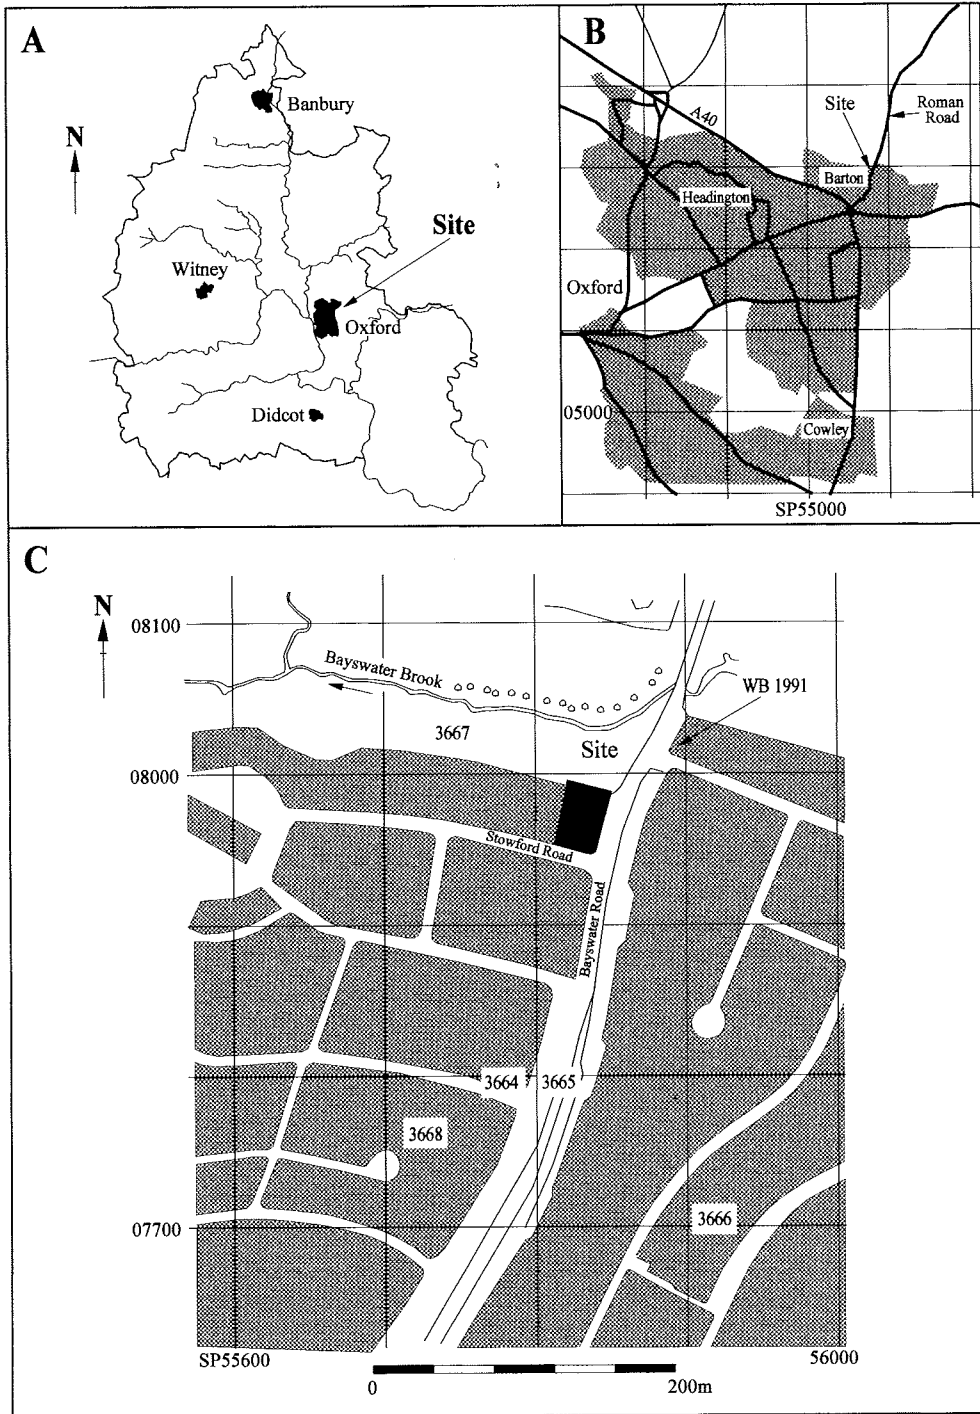 A
N
Banbury
Site
Witney
Oxford
Didcot
B
A40
Site
Roman
Road
Barton
Headington
Oxford
05000
Cowley
SP55000
C
N
08100
Bayswater Brook
WB 1991
3667
Site
08000
Stowford Road
Bayswater Road
3664
3665
3668
3666
07700
SP55600
56000
0
200m